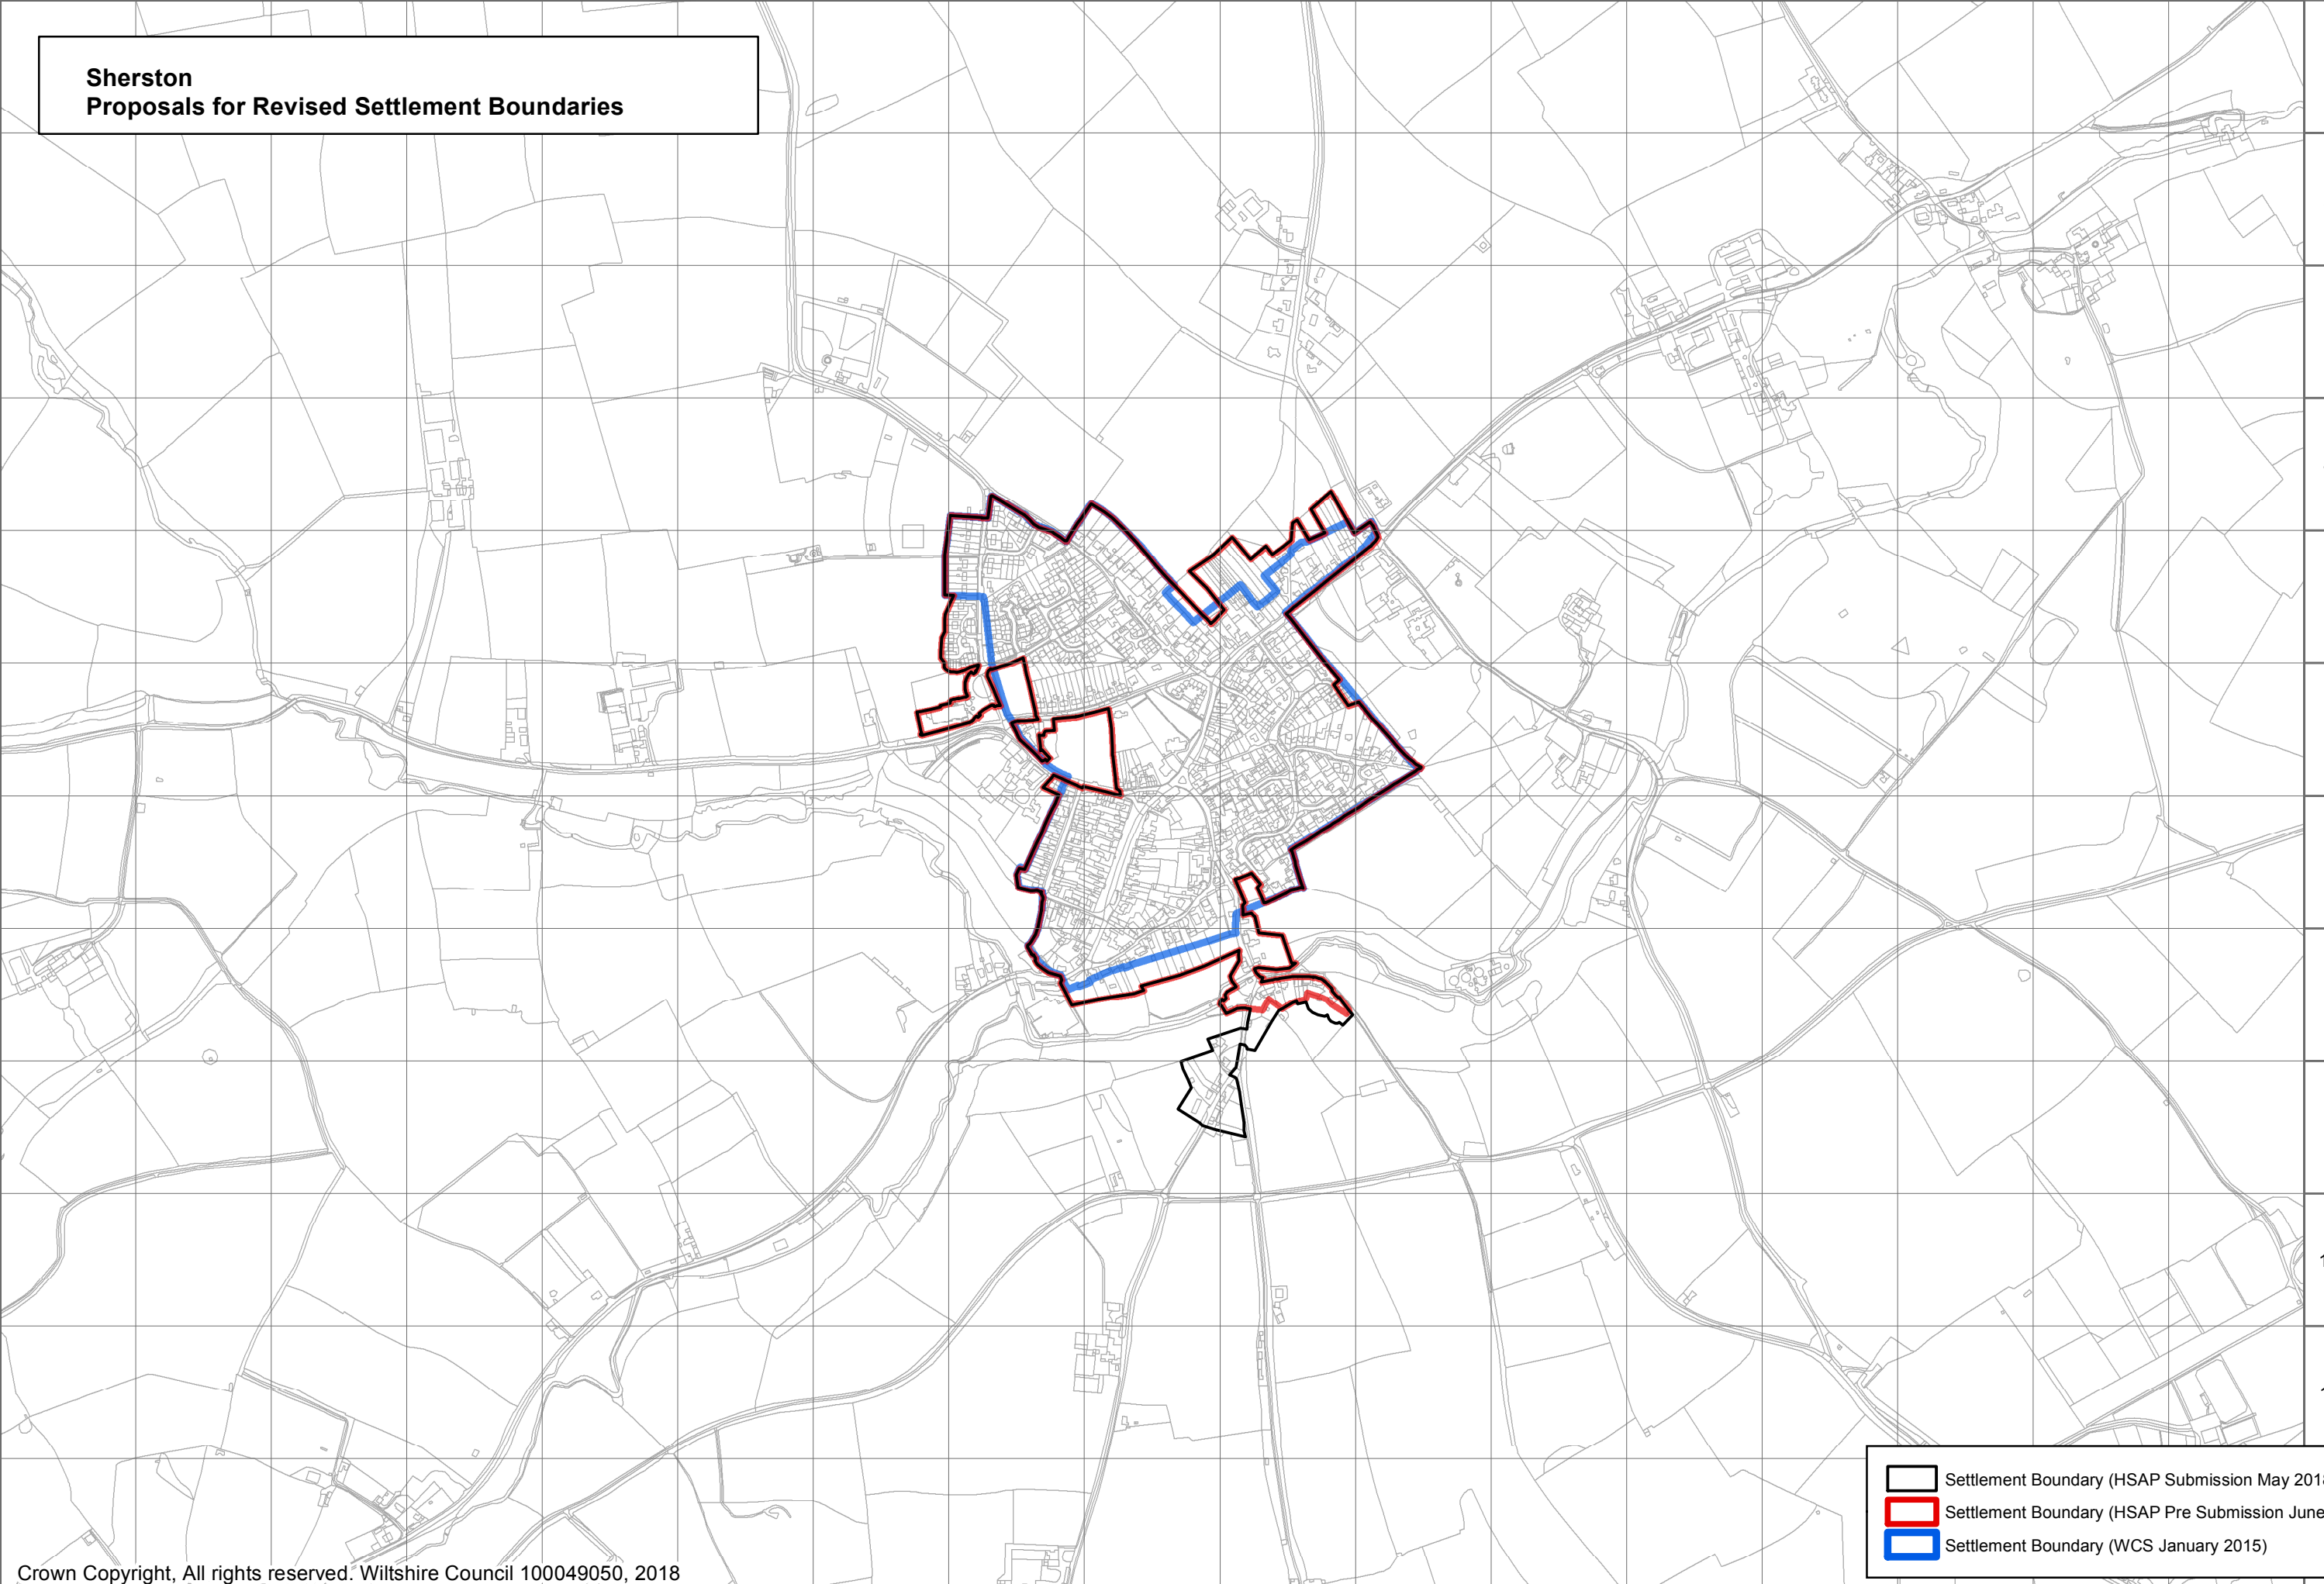 Sherston
Proposals for Revised Settlement Boundaries
Settlement Boundary (HSAP Submission May 201
Settlement Boundary (HSAP Pre Submission June
Settlement Boundary (WCS January 2015)
Crown Copyright, All rights reserved. Wiltshire Council 100049050, 2018